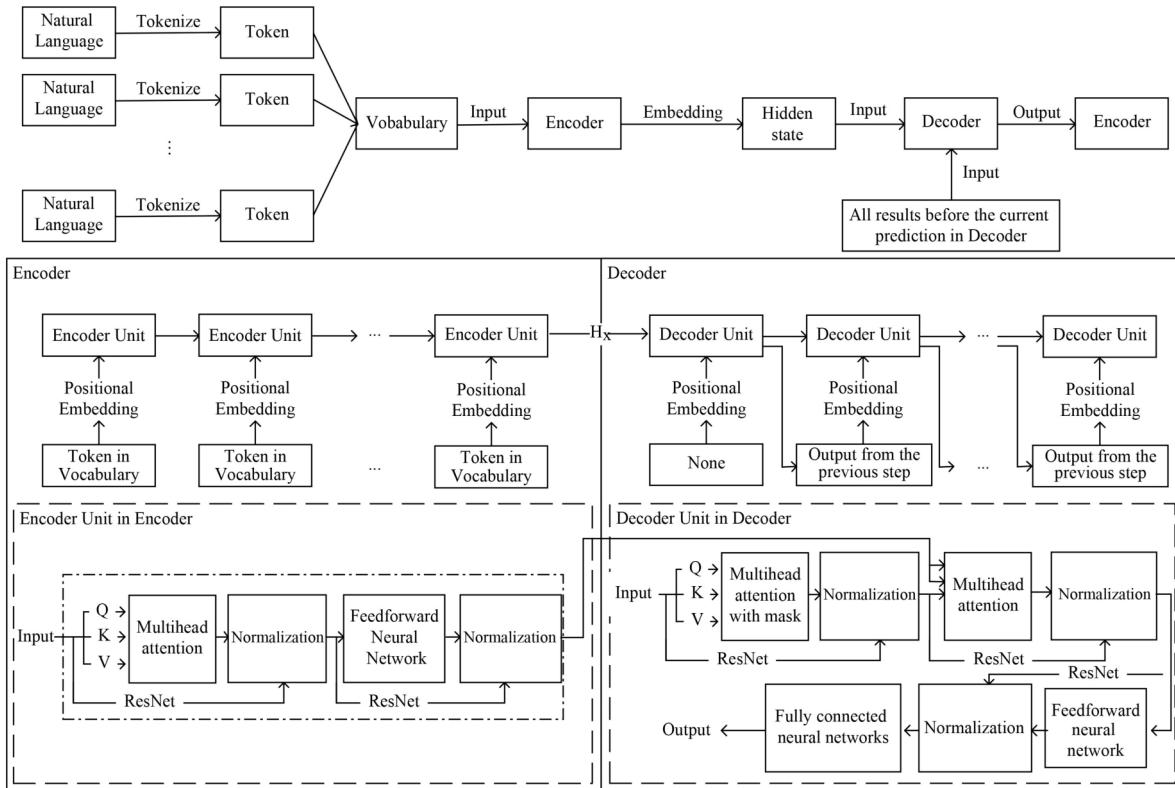 Natural
Language
Tokenize
Token
Natural
Language
Tokenize
Token
⋮
Natural
Language
Tokenize
Token
Vobabulary
Input
Encoder
Embedding
Hidden
state
Input
Decoder
Output
Encoder
Input
All results before the current
prediction in Decoder
Encoder
Encoder Unit
Encoder Unit
...
Encoder Unit
Positional
Embedding
Positional
Embedding
Positional
Embedding
Token in
Vocabulary
Token in
Vocabulary
...
Token in
Vocabulary
Hx
Decoder
Decoder Unit
Decoder Unit
...
Decoder Unit
Positional
Embedding
Positional
Embedding
Positional
Embedding
None
Output from the
previous step
...
Output from the
previous step
Encoder Unit in Encoder
Input
Q
K
V
Multihead
attention
Normalization
Feedforward
Neural
Network
Normalization
ResNet
ResNet
Decoder Unit in Decoder
Input
Q
K
V
Multihead
attention
with mask
Normalization
Multihead
attention
Normalization
ResNet
ResNet
ResNet
Output
Fully connected
neural networks
Normalization
Feedforward
neural
network